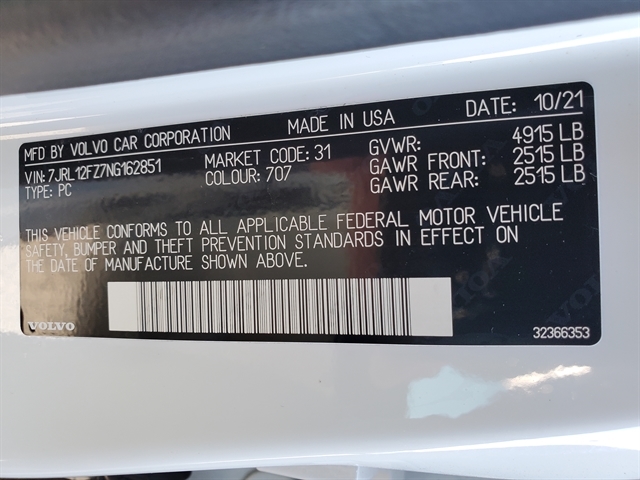 MFD BY VOLVO CAR CORPORATION MADE IN USA DATE: 10/21
VIN: 7JRL12FZ7NG162851 MARKET CODE: 31 GVWR: 4915 LB
TYPE: PC COLOUR: 707 GAWR FRONT: 2515 LB
GAWR REAR: 2515 LB
THIS VEHICLE CONFORMS TO ALL APPLICABLE FEDERAL MOTOR VEHICLE
SAFETY, BUMPER AND THEFT PREVENTION STANDARDS IN EFFECT ON
THE DATE OF MANUFACTURE SHOWN ABOVE.
VOLVO 32366353